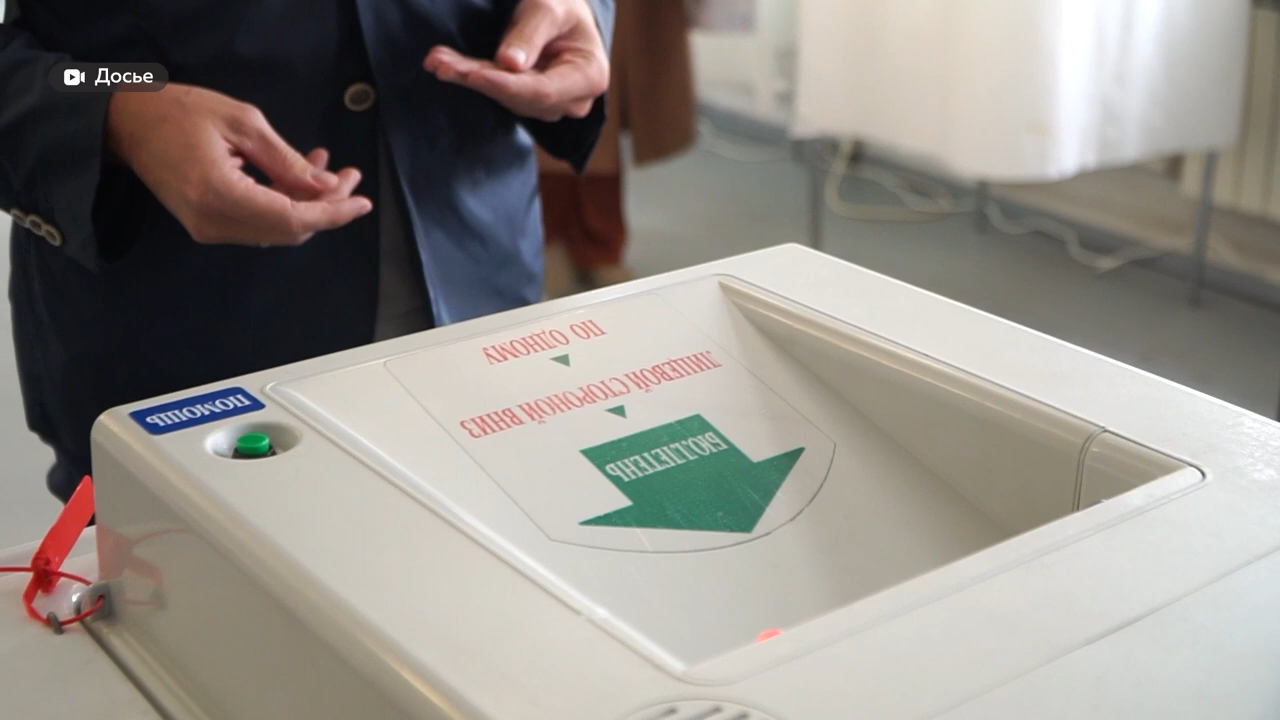 Досье
ПО ОДНОМУ
ЛИЦЕВОЙ СТОРОНОЙ ВНИЗ
БЮЛЛЕТЕНЬ
ПОМОЩЬ